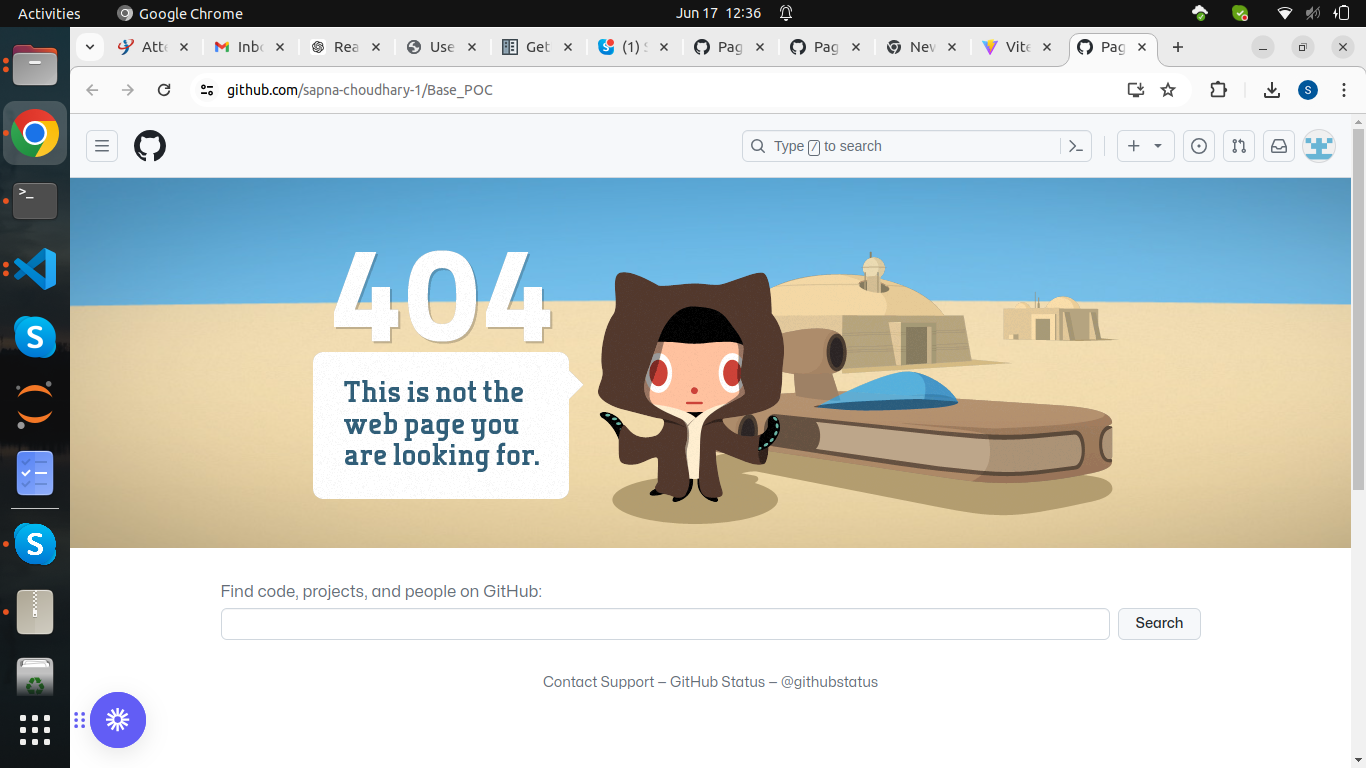 Activities
Google Chrome
Jun 17 12:36
Atte
Inbo
Rea
Use
Get
(1) S
Pag
Pag
New
Vite
Pag
github.com/sapna-choudhary-1/Base_POC
S
Type / to search
404
This is not the
web page you
are looking for.
Find code, projects, and people on GitHub:
Search
Contact Support — GitHub Status — @githubstatus